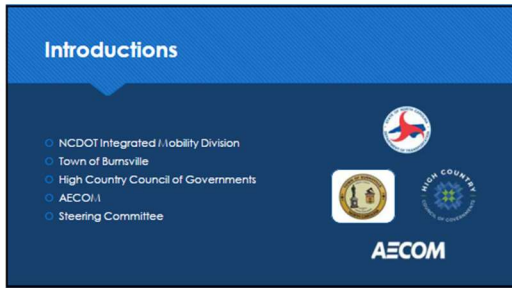 Introductions
NCDOT Integrated Mobility Division
Town of Burnsville
High Country Council of Governments
AECOM
Steering Committee
HIGH COUNTRY
COUNCIL OF GOVERNMENTS
AECOM